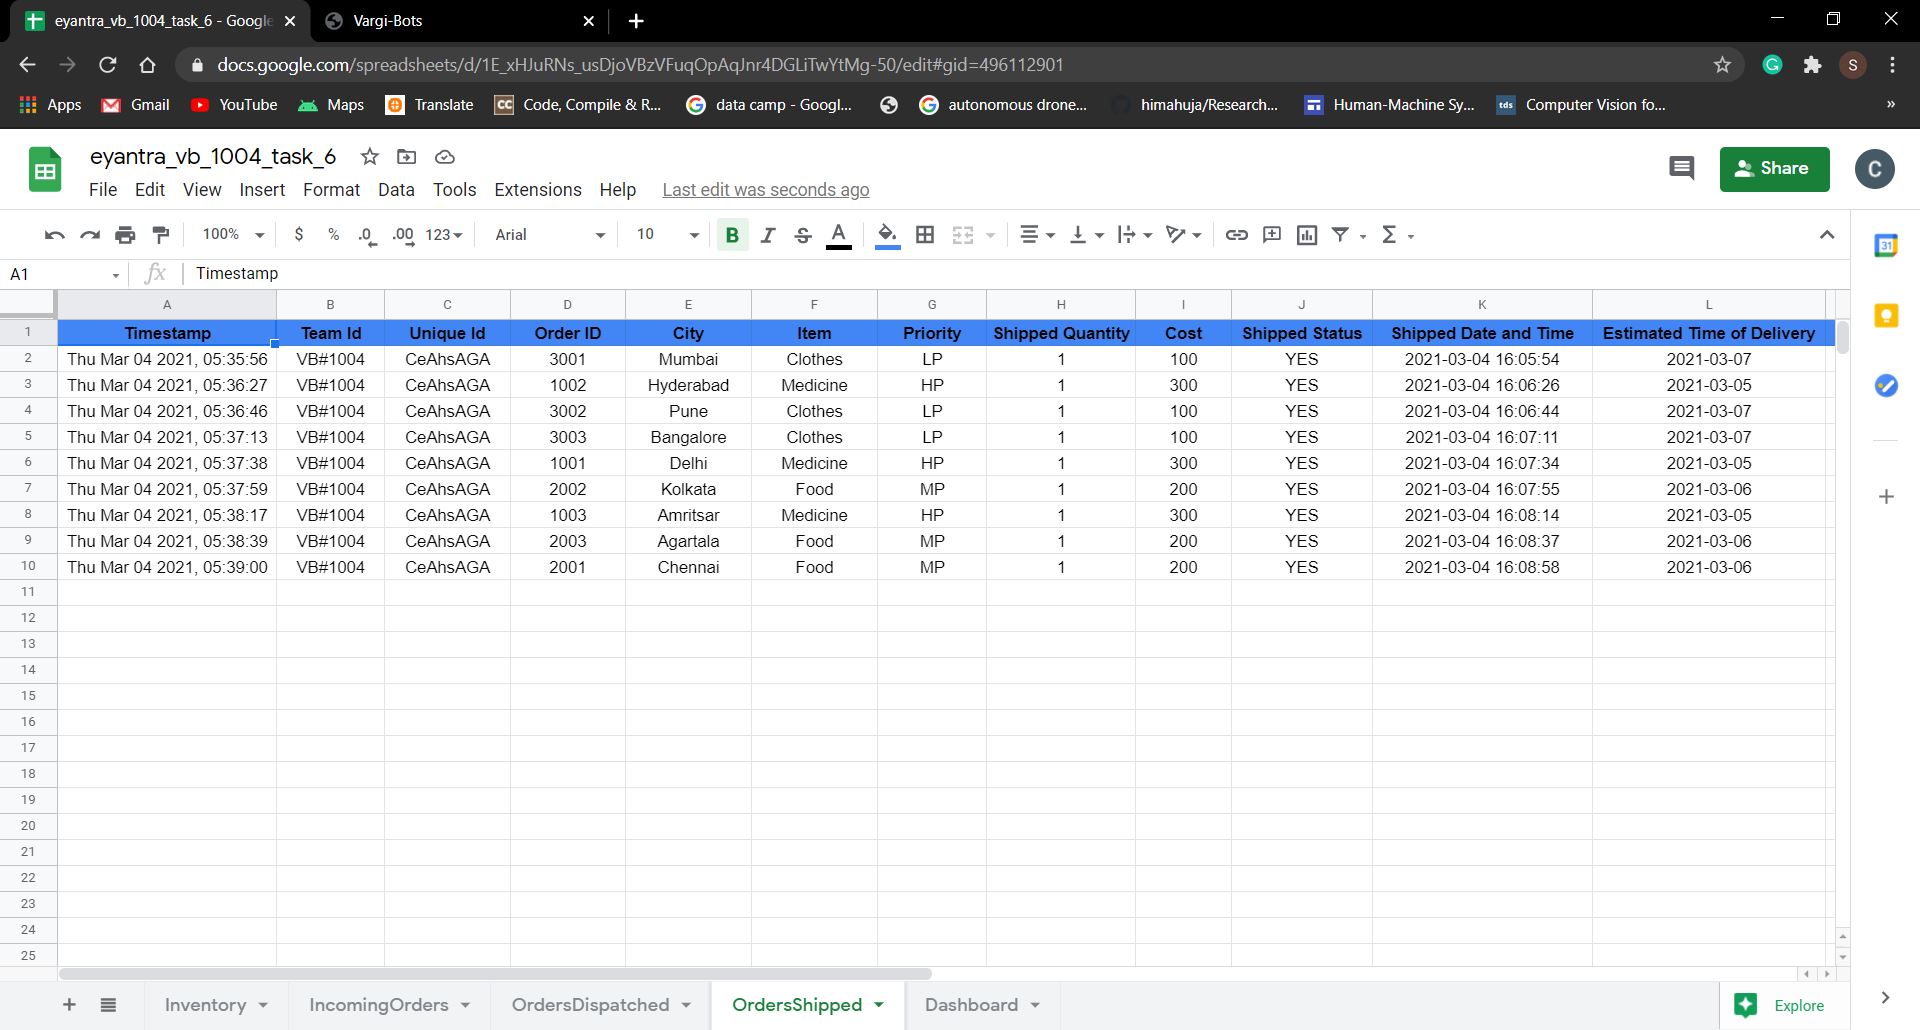 eyantra_vb_1004_task_6 - Google
Vargi-Bots
docs.google.com/spreadsheets/d/1E_xHJuRNs_usDjoVBzVFuqOpAqJnr4DGLiTwYtMg-50/edit#gid=496112901
S
Apps Gmail YouTube Maps Translate Code, Compile & R... data camp - Googl... autonomous drone... himahuja/Research... Human-Machine Sy... tds Computer Vision fo... »
eyantra_vb_1004_task_6
File Edit View Insert Format Data Tools Extensions Help Last edit was seconds ago
Share
C
100% $ % .0 .00 123 Arial 10 B I S A Σ
31
A1 fx Timestamp
A B C D E F G H I J K L
1 Timestamp Team Id Unique Id Order ID City Item Priority Shipped Quantity Cost Shipped Status Shipped Date and Time Estimated Time of Delivery
2 Thu Mar 04 2021, 05:35:56 VB#1004 CeAhsAGA 3001 Mumbai Clothes LP 1 100 YES 2021-03-04 16:05:54 2021-03-07
3 Thu Mar 04 2021, 05:36:27 VB#1004 CeAhsAGA 1002 Hyderabad Medicine HP 1 300 YES 2021-03-04 16:06:26 2021-03-05
4 Thu Mar 04 2021, 05:36:46 VB#1004 CeAhsAGA 3002 Pune Clothes LP 1 100 YES 2021-03-04 16:06:44 2021-03-07
5 Thu Mar 04 2021, 05:37:13 VB#1004 CeAhsAGA 3003 Bangalore Clothes LP 1 100 YES 2021-03-04 16:07:11 2021-03-07
6 Thu Mar 04 2021, 05:37:38 VB#1004 CeAhsAGA 1001 Delhi Medicine HP 1 300 YES 2021-03-04 16:07:34 2021-03-05
7 Thu Mar 04 2021, 05:37:59 VB#1004 CeAhsAGA 2002 Kolkata Food MP 1 200 YES 2021-03-04 16:07:55 2021-03-06
8 Thu Mar 04 2021, 05:38:17 VB#1004 CeAhsAGA 1003 Amritsar Medicine HP 1 300 YES 2021-03-04 16:08:14 2021-03-05
9 Thu Mar 04 2021, 05:38:39 VB#1004 CeAhsAGA 2003 Agartala Food MP 1 200 YES 2021-03-04 16:08:37 2021-03-06
10 Thu Mar 04 2021, 05:39:00 VB#1004 CeAhsAGA 2001 Chennai Food MP 1 200 YES 2021-03-04 16:08:58 2021-03-06
11
12
13
14
15
16
17
18
19
20
21
22
23
24
25
Inventory IncomingOrders OrdersDispatched OrdersShipped Dashboard Explore